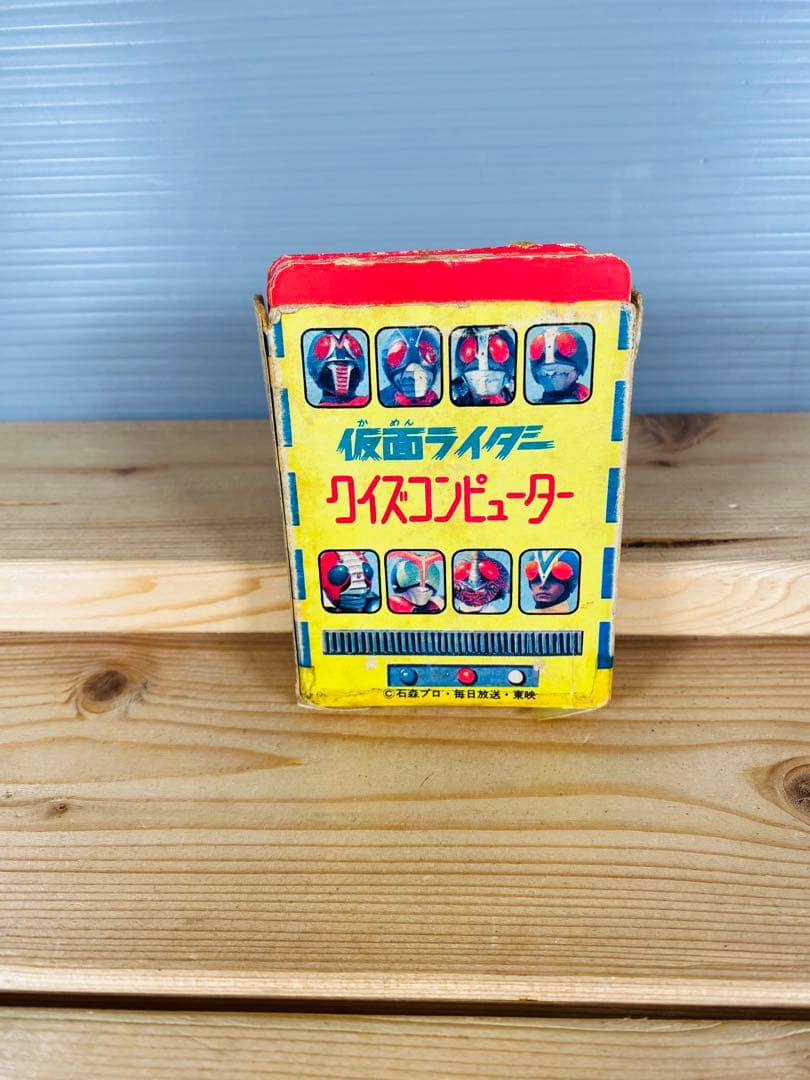 かめん
仮面ライダー
クイズコンピューター
©石森プロ・毎日放送・東映